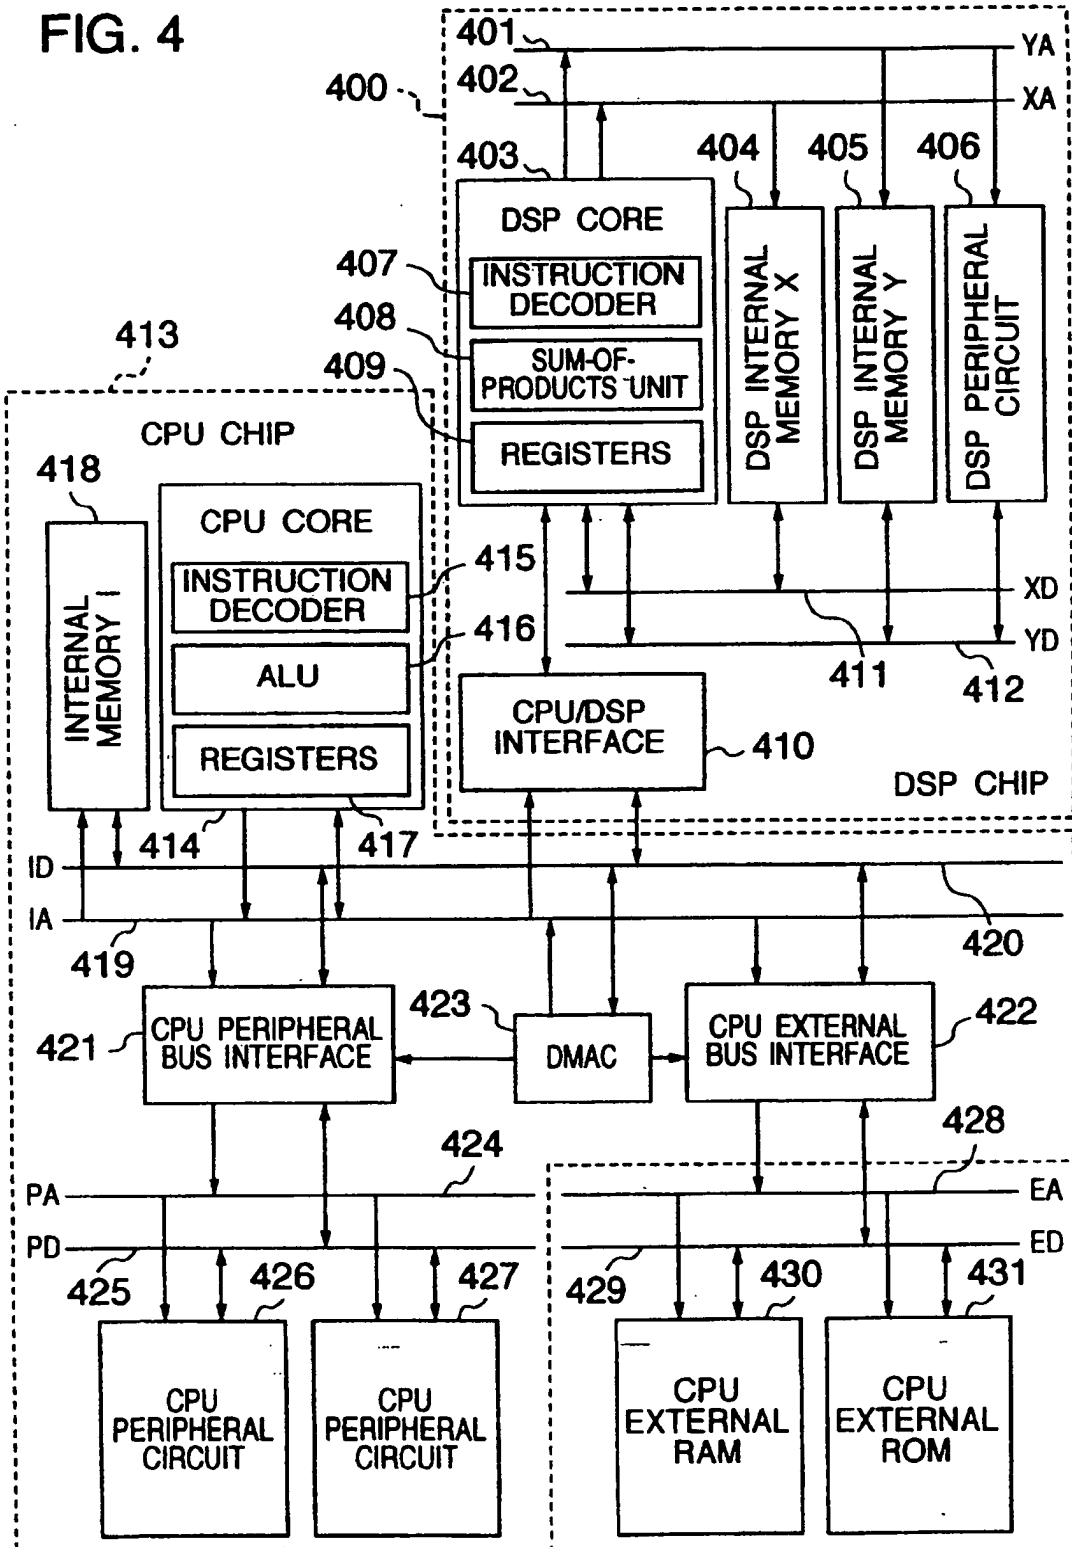 FIG. 4
400
401
YA
402
XA
403
404
405
406
DSP CORE
407
INSTRUCTION
DECODER
408
SUM-OF-
PRODUCTS UNIT
409
REGISTERS
DSP INTERNAL
MEMORY X
DSP INTERNAL
MEMORY Y
DSP PERIPHERAL
CIRCUIT
413
CPU CHIP
418
INTERNAL
MEMORY I
CPU CORE
INSTRUCTION
DECODER
415
ALU
416
REGISTERS
414
417
XD
411
YD
412
CPU/DSP
INTERFACE
410
DSP CHIP
ID
IA
419
420
421
CPU PERIPHERAL
BUS INTERFACE
423
DMAC
CPU EXTERNAL
BUS INTERFACE
422
PA
424
428
EA
PD
425
426
427
429
430
431
ED
CPU
PERIPHERAL
CIRCUIT
CPU
PERIPHERAL
CIRCUIT
CPU
EXTERNAL
RAM
CPU
EXTERNAL
ROM